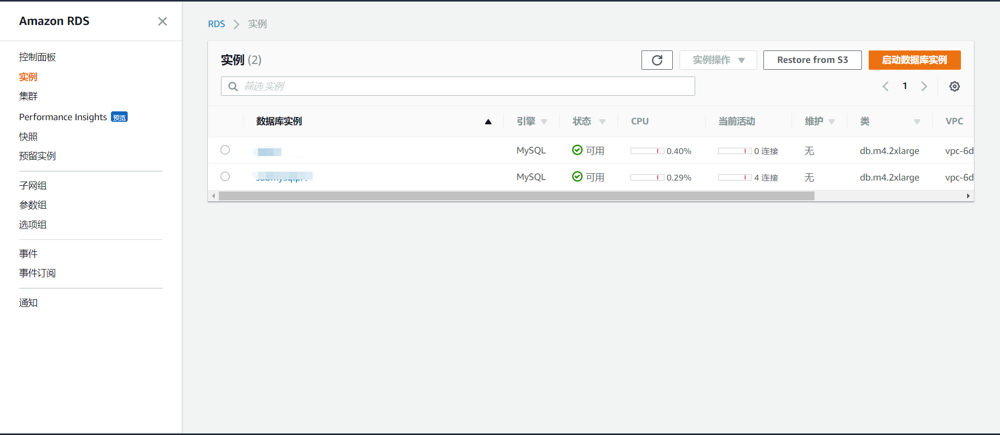 Amazon RDS
控制面板
实例
集群
Performance Insights 预览
快照
预留实例
子网组
参数组
选项组
事件
事件订阅
通知
RDS 实例
实例 (2)
实例操作 Restore from S3 启动数据库实例
筛选 实例
1
数据库实例 引擎 状态 CPU 当前活动 维护 类 VPC
MySQL 可用 0.40% 0 连接 无 db.m4.2xlarge vpc-6d
MySQL 可用 0.29% 4 连接 无 db.m4.2xlarge vpc-6d